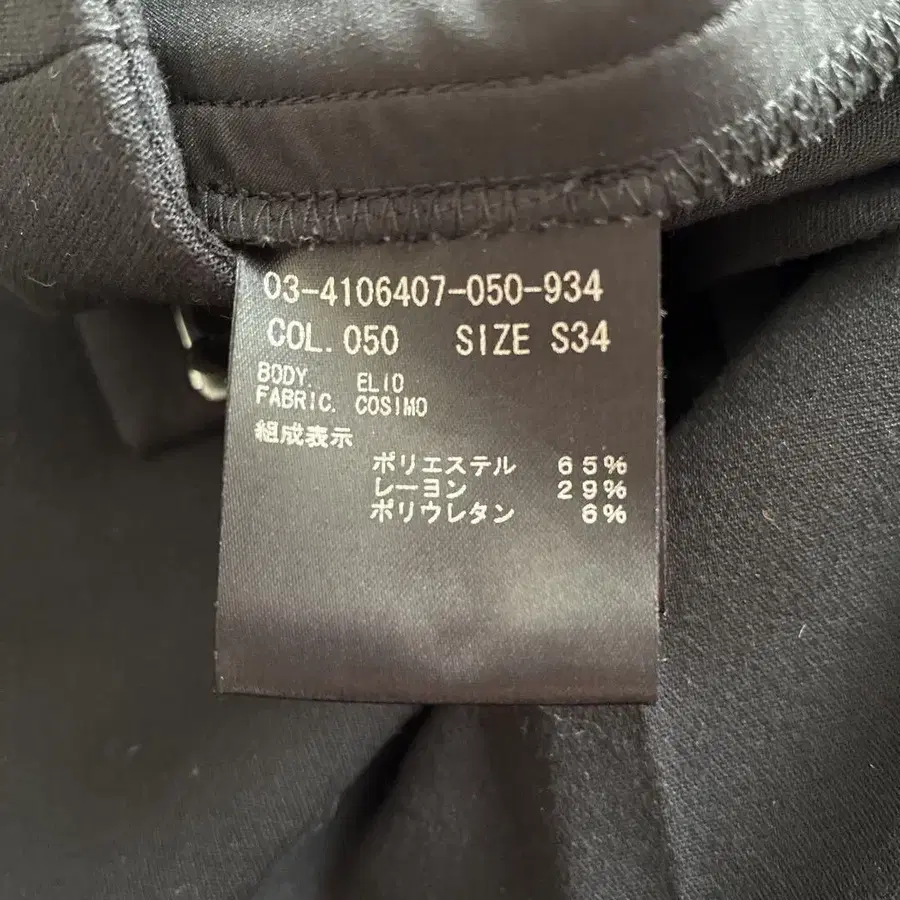 03-4106407-050-934
COL. 050 SIZE S34
BODY. ELIO
FABRIC. COSIMO
組成表示
ポリエステル 65%
レーヨン 29%
ポリウレタン 6%